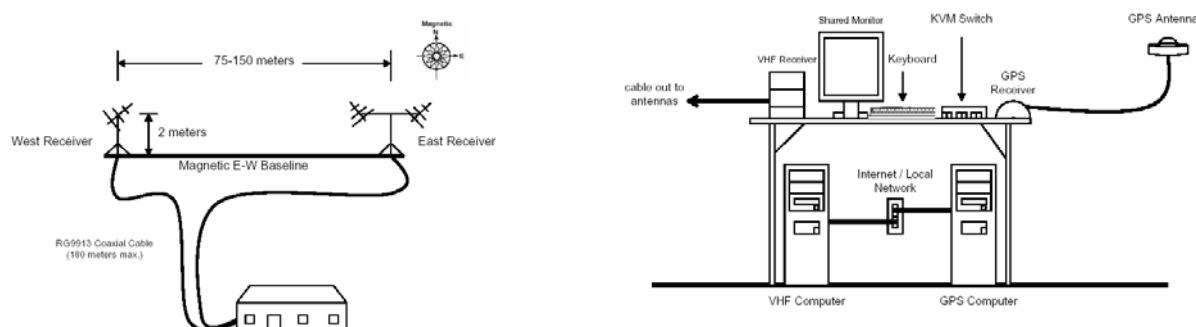 Magnetic
N
E
75-150 meters
2 meters
West Receiver
East Receiver
Magnetic E-W Baseline
RG9913 Coaxial Cable
(180 meters max.)
Shared Monitor
KVM Switch
GPS Antenna
VHF Receiver
Keyboard
GPS
Receiver
cable out to
antennas
Internet / Local
Network
VHF Computer
GPS Computer